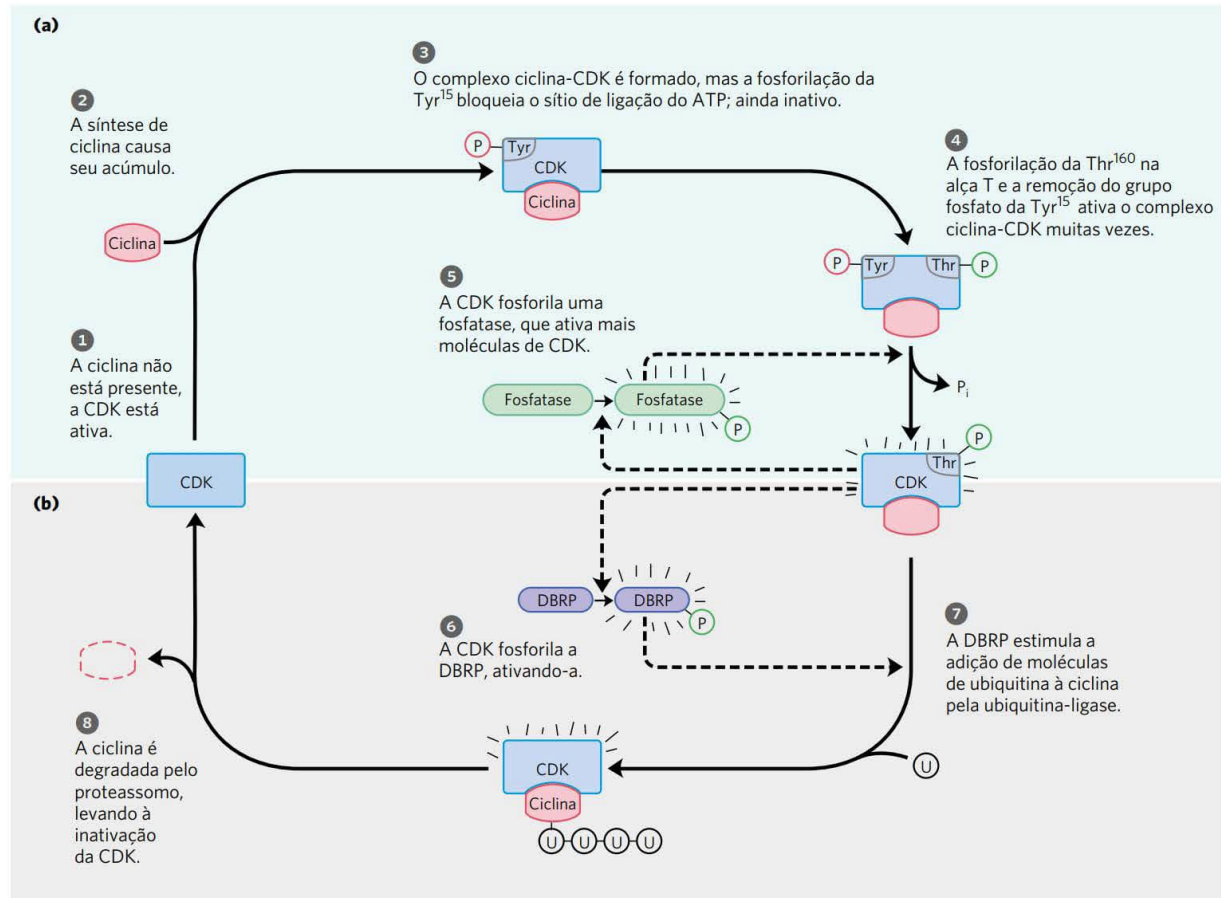 (a)
3
O complexo ciclina-CDK é formado, mas a fosforilação da
Tyr15 bloqueia o sítio de ligação do ATP; ainda inativo.
2
A síntese de
ciclina causa
seu acúmulo.
P
Tyr
CDK
Ciclina
4
A fosforilação da Thr160 na
alça T e a remoção do grupo
fosfato da Tyr15 ativa o complexo
ciclina-CDK muitas vezes.
Ciclina
P
Tyr
Thr
P
5
A CDK fosforila uma
fosfatase, que ativa mais
moléculas de CDK.
1
A ciclina não
está presente,
a CDK está
ativa.
Fosfatase
Fosfatase
P
Pi
P
Thr
CDK
CDK
(b)
DBRP
DBRP
P
6
A CDK fosforila a
DBRP, ativando-a.
7
A DBRP estimula a
adição de moléculas
de ubiquitina à ciclina
pela ubiquitina-ligase.
8
A ciclina é
degradada pelo
proteassomo,
levando à
inativação
da CDK.
CDK
Ciclina
U
U U U U